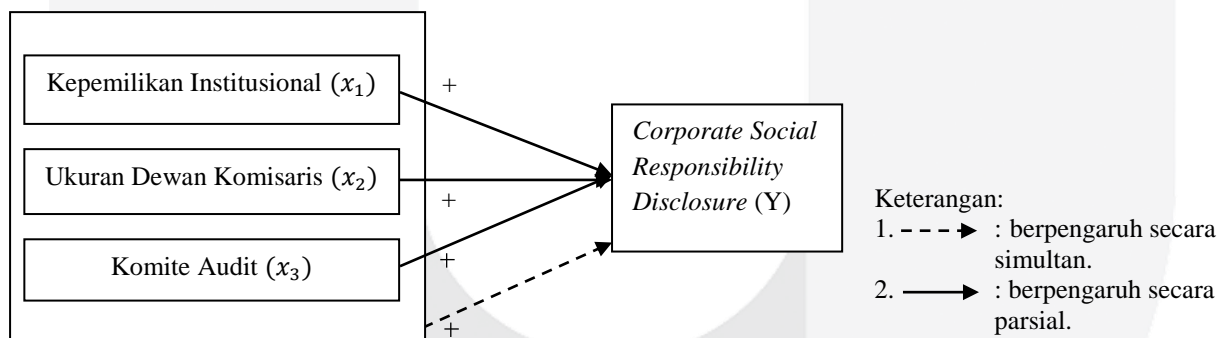 Kepemilikan Institusional (x₁)
+
Ukuran Dewan Komisaris (x₂)
+
Komite Audit (x₃)
+
+
Corporate Social
Responsibility
Disclosure (Y)
Keterangan:
1. : berpengaruh secara
simultan.
2. : berpengaruh secara
parsial.